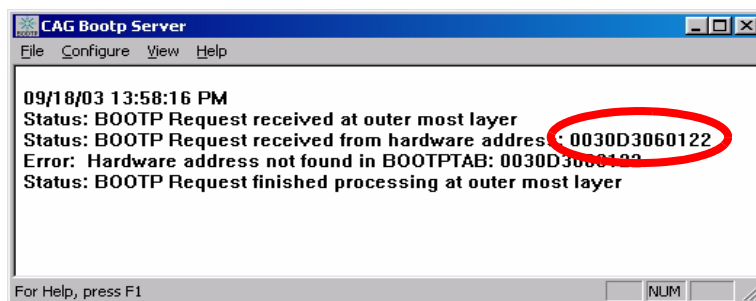 CAG Bootp Server
File Configure View Help
09/18/03 13:58:16 PM
Status: BOOTP Request received at outer most layer
Status: BOOTP Request received from hardware address: 0030D3060122
Error: Hardware address not found in BOOTPTAB: 0030D3060122
Status: BOOTP Request finished processing at outer most layer
For Help, press F1
NUM